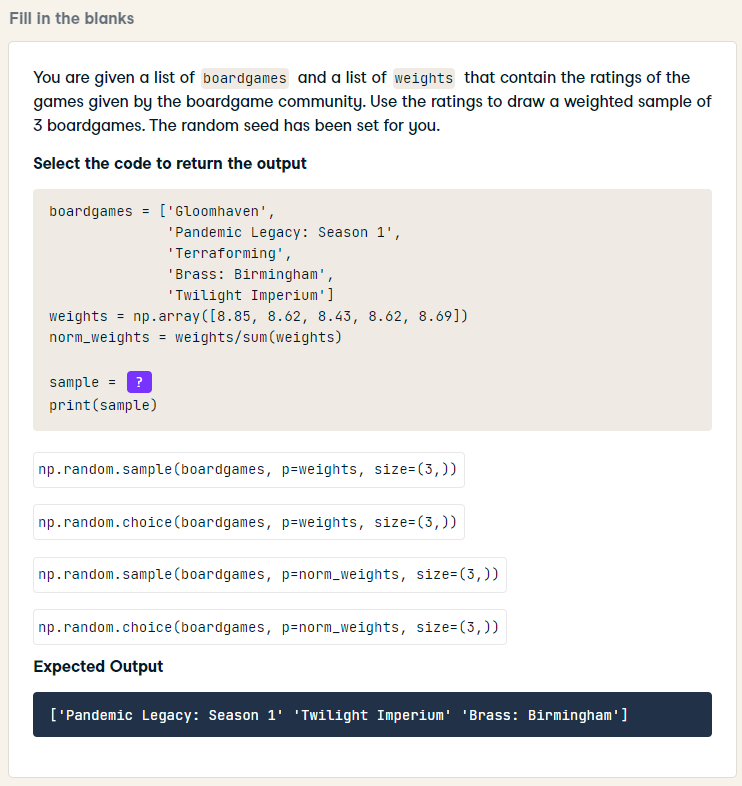 Fill in the blanks
You are given a list of boardgames and a list of weights that contain the ratings of the
games given by the boardgame community. Use the ratings to draw a weighted sample of
3 boardgames. The random seed has been set for you.
Select the code to return the output
boardgames = ['Gloomhaven',
'Pandemic Legacy: Season 1',
'Terraforming',
'Brass: Birmingham',
'Twilight Imperium']
weights = np.array([8.85, 8.62, 8.43, 8.62, 8.69])
norm_weights = weights/sum(weights)
sample = ?
print(sample)
np.random.sample(boardgames, p=weights, size=(3,))
np.random.choice(boardgames, p=weights, size=(3,))
np.random.sample(boardgames, p=norm_weights, size=(3,))
np.random.choice(boardgames, p=norm_weights, size=(3,))
Expected Output
['Pandemic Legacy: Season 1' 'Twilight Imperium' 'Brass: Birmingham']